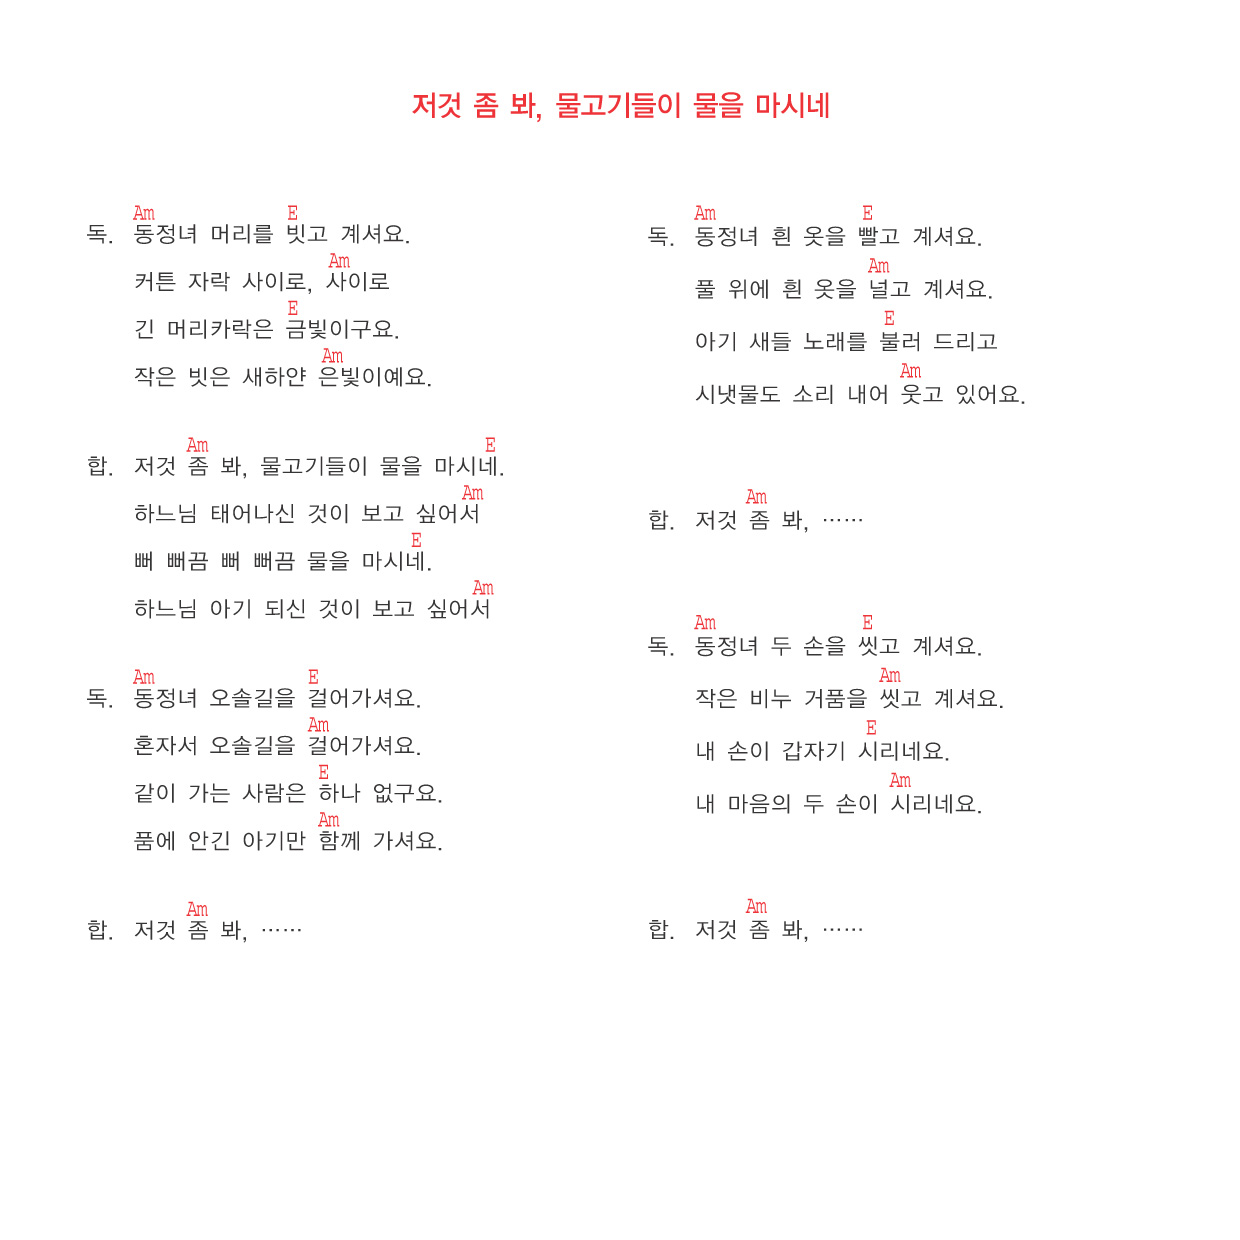 저것 좀 봐, 물고기들이 물을 마시네
Am E
독. 동정녀 머리를 빗고 계셔요.
Am
커튼 자락 사이로, 사이로
E
긴 머리카락은 금빛이구요.
Am
작은 빗은 새하얀 은빛이예요.
Am E
합. 저것 좀 봐, 물고기들이 물을 마시네.
Am
하느님 태어나신 것이 보고 싶어서
E
뻐 뻐끔 뻐 뻐끔 물을 마시네.
Am
하느님 아기 되신 것이 보고 싶어서
Am E
독. 동정녀 오솔길을 걸어가셔요.
Am
혼자서 오솔길을 걸어가셔요.
E
같이 가는 사람은 하나 없구요.
Am
품에 안긴 아기만 함께 가셔요.
Am
합. 저것 좀 봐, ……
Am E
독. 동정녀 흰 옷을 빨고 계셔요.
Am
풀 위에 흰 옷을 널고 계셔요.
E
아기 새들 노래를 불러 드리고
Am
시냇물도 소리 내어 웃고 있어요.
Am
합. 저것 좀 봐, ……
Am E
독. 동정녀 두 손을 씻고 계셔요.
Am
작은 비누 거품을 씻고 계셔요.
E
내 손이 갑자기 시리네요.
Am
내 마음의 두 손이 시리네요.
Am
합. 저것 좀 봐, ……